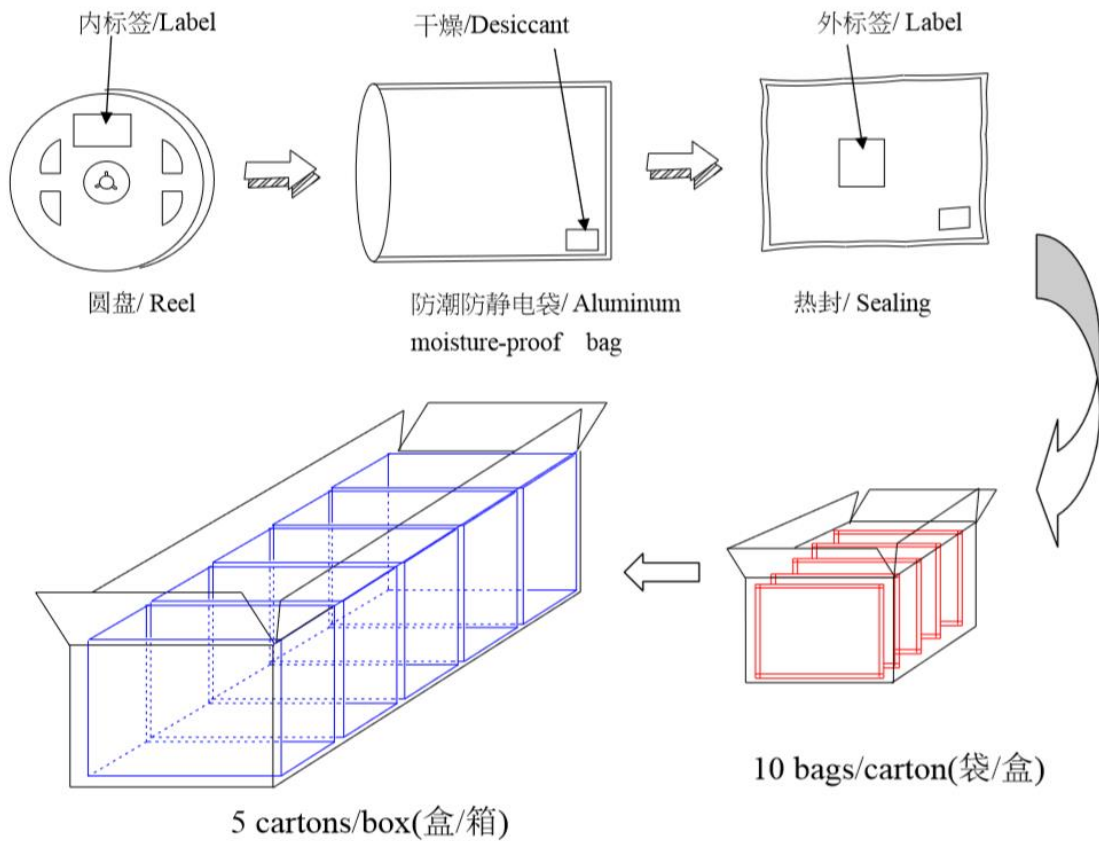 内标签/Label
干燥/Desiccant
外标签/ Label
圆盘/ Reel
防潮防静电袋/ Aluminum
moisture-proof bag
热封/ Sealing
10 bags/carton(袋/盒)
5 cartons/box(盒/箱)